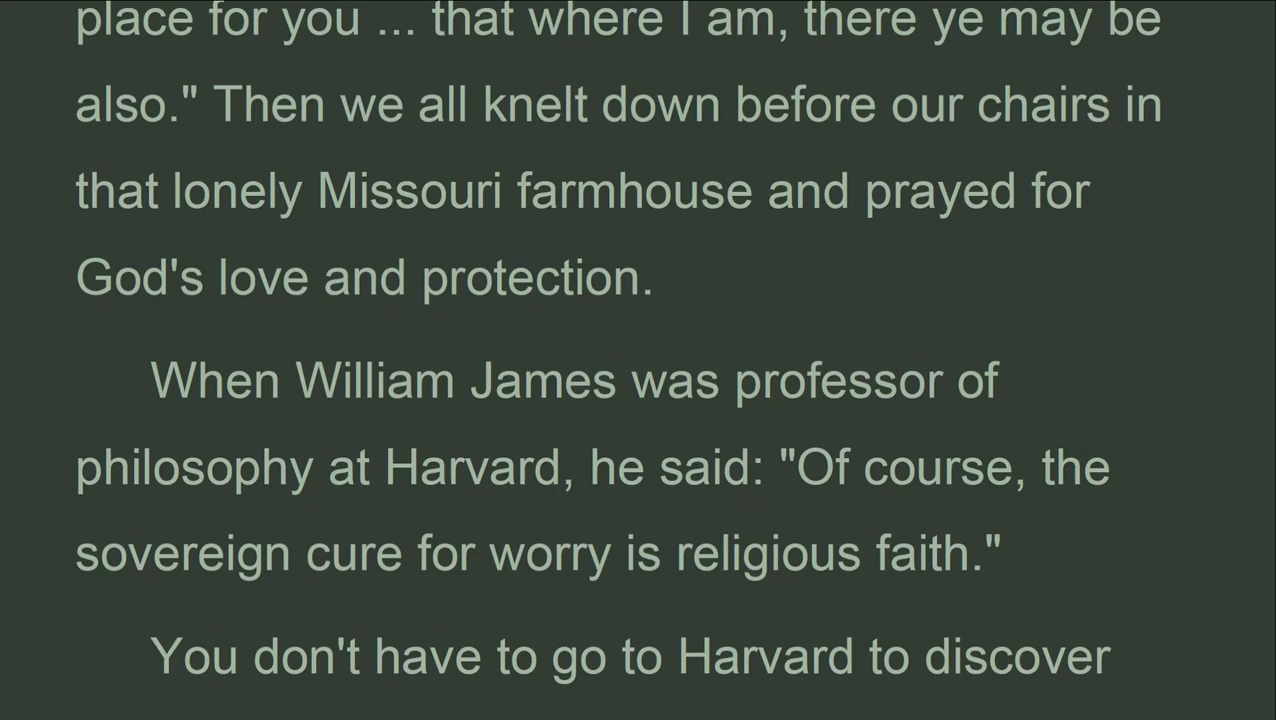 place for you ... that where I am, there ye may be
also." Then we all knelt down before our chairs in
that lonely Missouri farmhouse and prayed for
God's love and protection.
When William James was professor of
philosophy at Harvard, he said: "Of course, the
sovereign cure for worry is religious faith."
You don't have to go to Harvard to discover